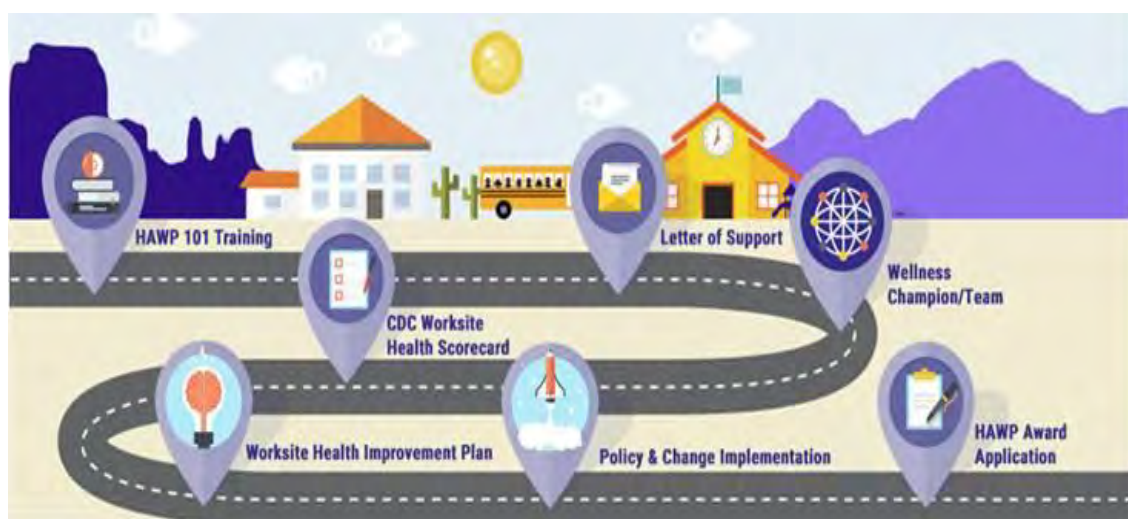 HAWP 101 Training
Letter of Support
Wellness
Champion/Team
CDC Worksite
Health Scorecard
Worksite Health Improvement Plan
Policy & Change Implementation
HAWP Award
Application